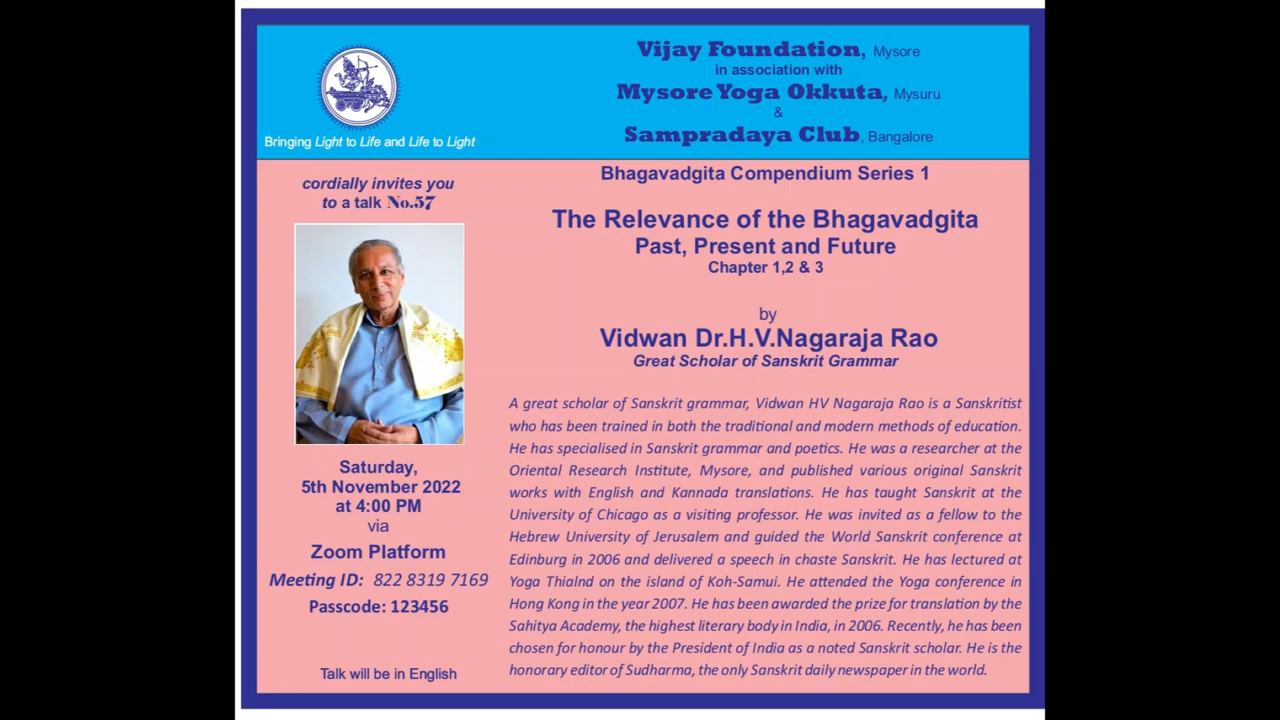 Vijay Foundation, Mysore
in association with
Mysore Yoga Okkuta, Mysuru
&
Sampradaya Club, Bangalore
Bringing Light to Life and Life to Light
cordially invites you
to a talk No.57
Saturday,
5th November 2022
at 4:00 PM
via
Zoom Platform
Meeting ID: 822 8319 7169
Passcode: 123456
Talk will be in English
Bhagavadgita Compendium Series 1
The Relevance of the Bhagavadgita
Past, Present and Future
Chapter 1,2 & 3
by
Vidwan Dr.H.V.Nagaraja Rao
Great Scholar of Sanskrit Grammar
A great scholar of Sanskrit grammar, Vidwan HV Nagaraja Rao is a Sanskritist
who has been trained in both the traditional and modern methods of education.
He has specialised in Sanskrit grammar and poetics. He was a researcher at the
Oriental Research Institute, Mysore, and published various original Sanskrit
works with English and Kannada translations. He has taught Sanskrit at the
University of Chicago as a visiting professor. He was invited as a fellow to the
Hebrew University of Jerusalem and guided the World Sanskrit conference at
Edinburg in 2006 and delivered a speech in chaste Sanskrit. He has lectured at
Yoga Thialnd on the island of Koh-Samui. He attended the Yoga conference in
Hong Kong in the year 2007. He has been awarded the prize for translation by the
Sahitya Academy, the highest literary body in India, in 2006. Recently, he has been
chosen for honour by the President of India as a noted Sanskrit scholar. He is the
honorary editor of Sudharma, the only Sanskrit daily newspaper in the world.